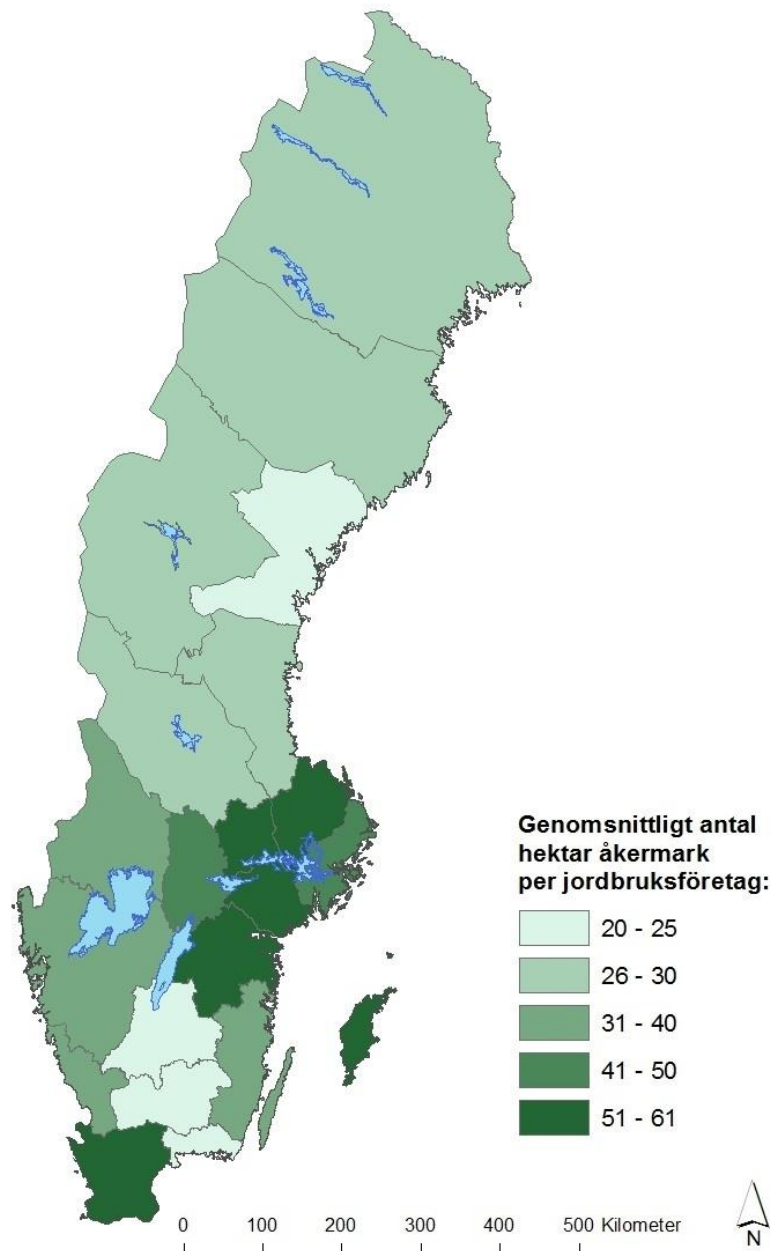 Genomsnittligt antal
hektar åkermark
per jordbruksföretag:
20 - 25
26 - 30
31 - 40
41 - 50
51 - 61
0 100 200 300 400 500 Kilometer
N